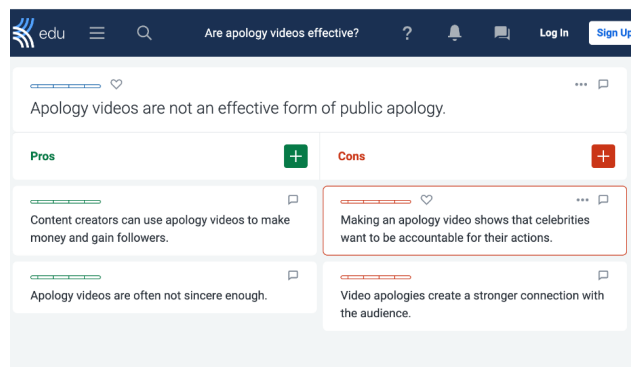 edu
Are apology videos effective?
?
Log In
Sign Up
Apology videos are not an effective form of public apology.
Pros
+
Cons
+
Content creators can use apology videos to make
money and gain followers.
Making an apology video shows that celebrities
want to be accountable for their actions.
Apology videos are often not sincere enough.
Video apologies create a stronger connection with
the audience.